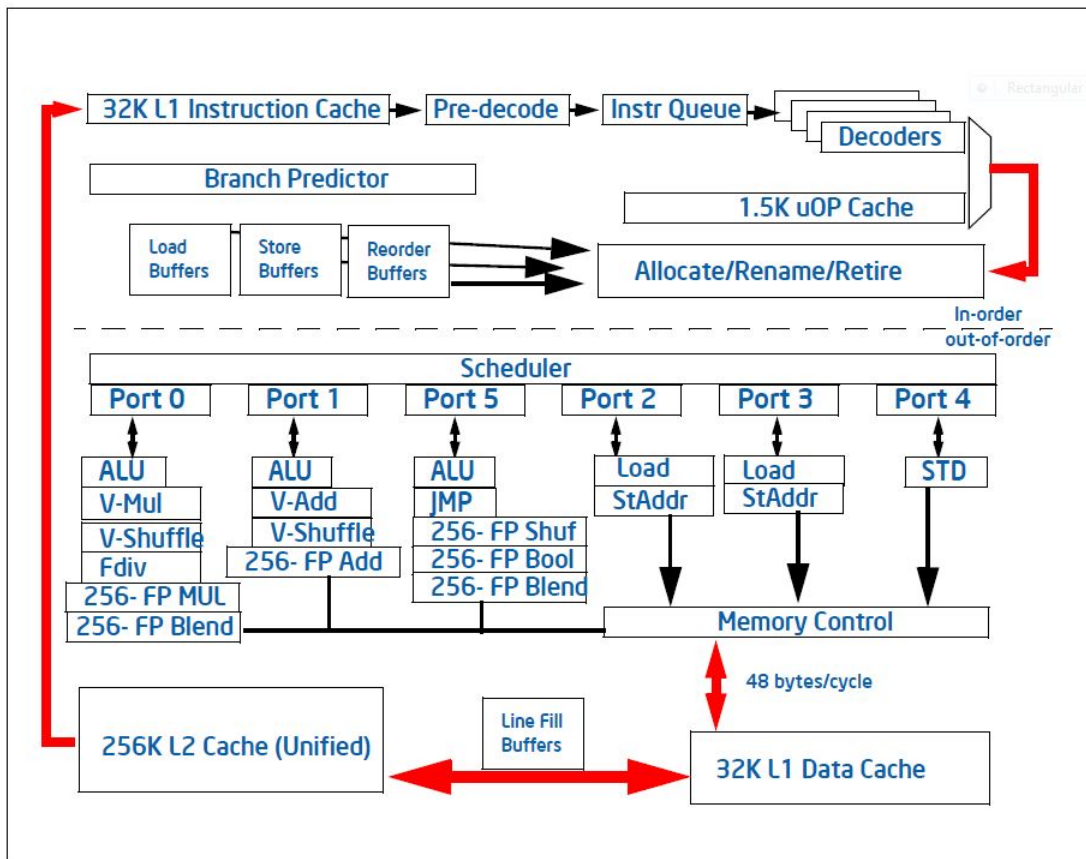 Rectangular
32K L1 Instruction Cache
Pre-decode
Instr Queue
Decoders
Branch Predictor
1.5K uOP Cache
Load
Buffers
Store
Buffers
Reorder
Buffers
Allocate/Rename/Retire
In-order
out-of-order
Scheduler
Port 0
Port 1
Port 5
Port 2
Port 3
Port 4
ALU
V-Mul
V-Shuffle
Fdiv
256- FP MUL
256- FP Blend
ALU
V-Add
V-Shuffle
256- FP Add
ALU
JMP
256- FP Shuf
256- FP Bool
256- FP Blend
Load
StAddr
Load
StAddr
STD
Memory Control
48 bytes/cycle
256K L2 Cache (Unified)
Line Fill
Buffers
32K L1 Data Cache